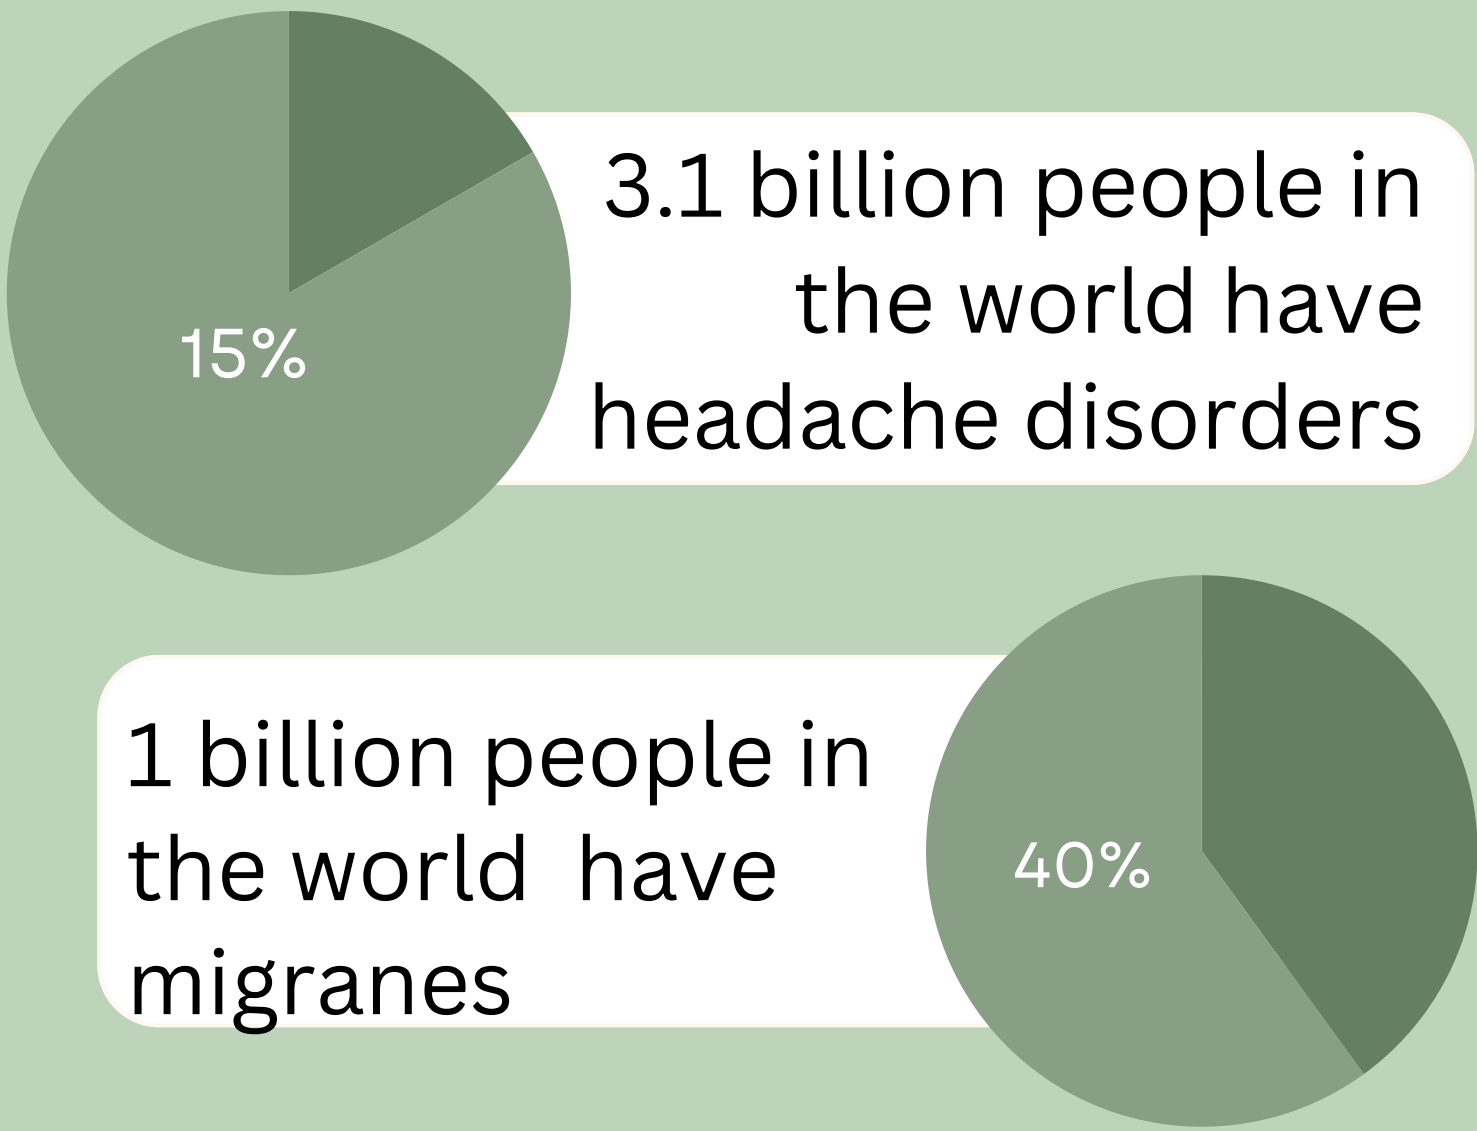 3.1 billion people in
the world have
headache disorders
15%
1 billion people in
the world  have
migranes
40%